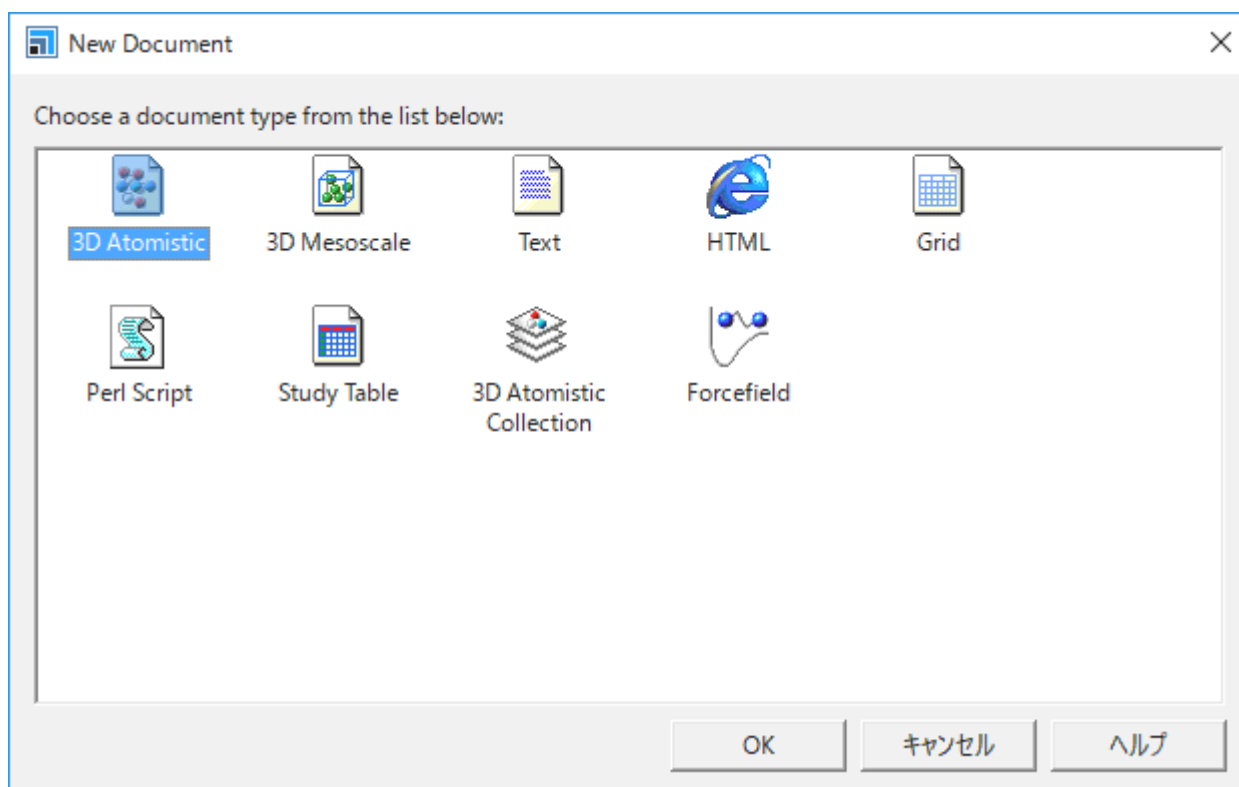 New Document
Choose a document type from the list below:
3D Atomistic
3D Mesoscale
Text
HTML
Grid
Perl Script
Study Table
3D Atomistic
Collection
Forcefield
OK
キャンセル
ヘルプ